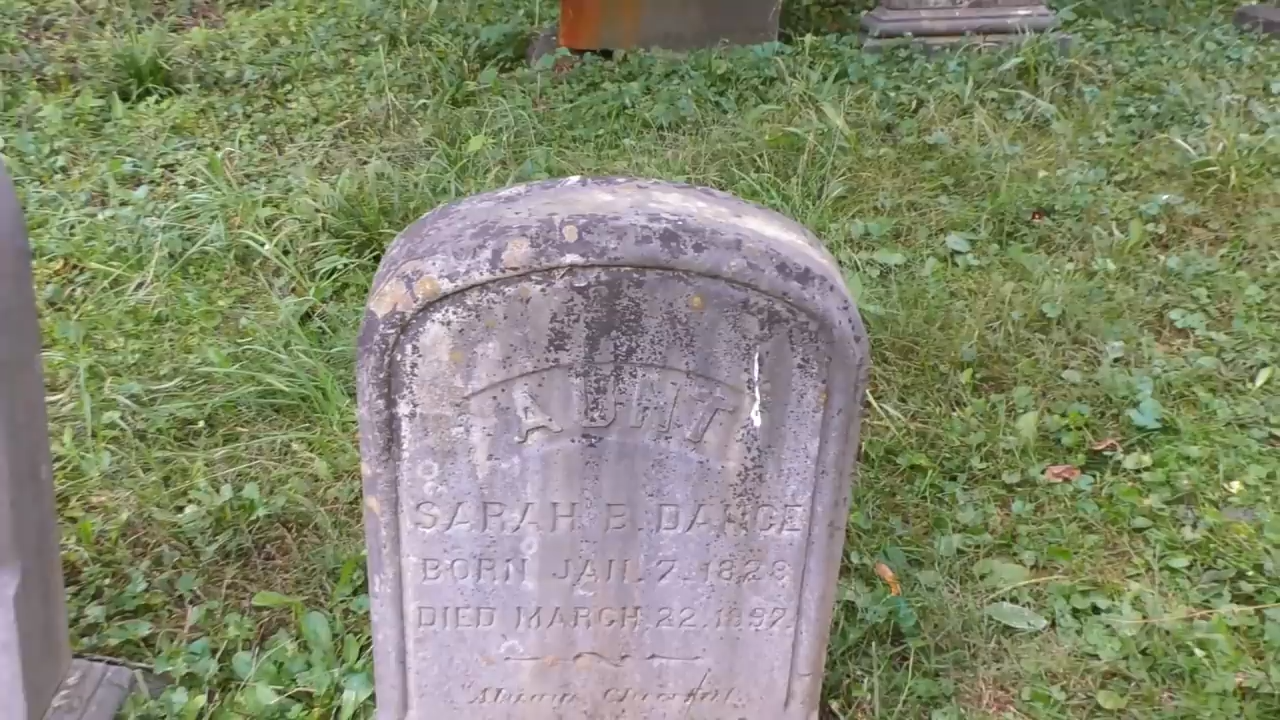 AUNT
SARAH B. DANCE
BORN JAN. 7. 1828
DIED MARCH 22. 1897.